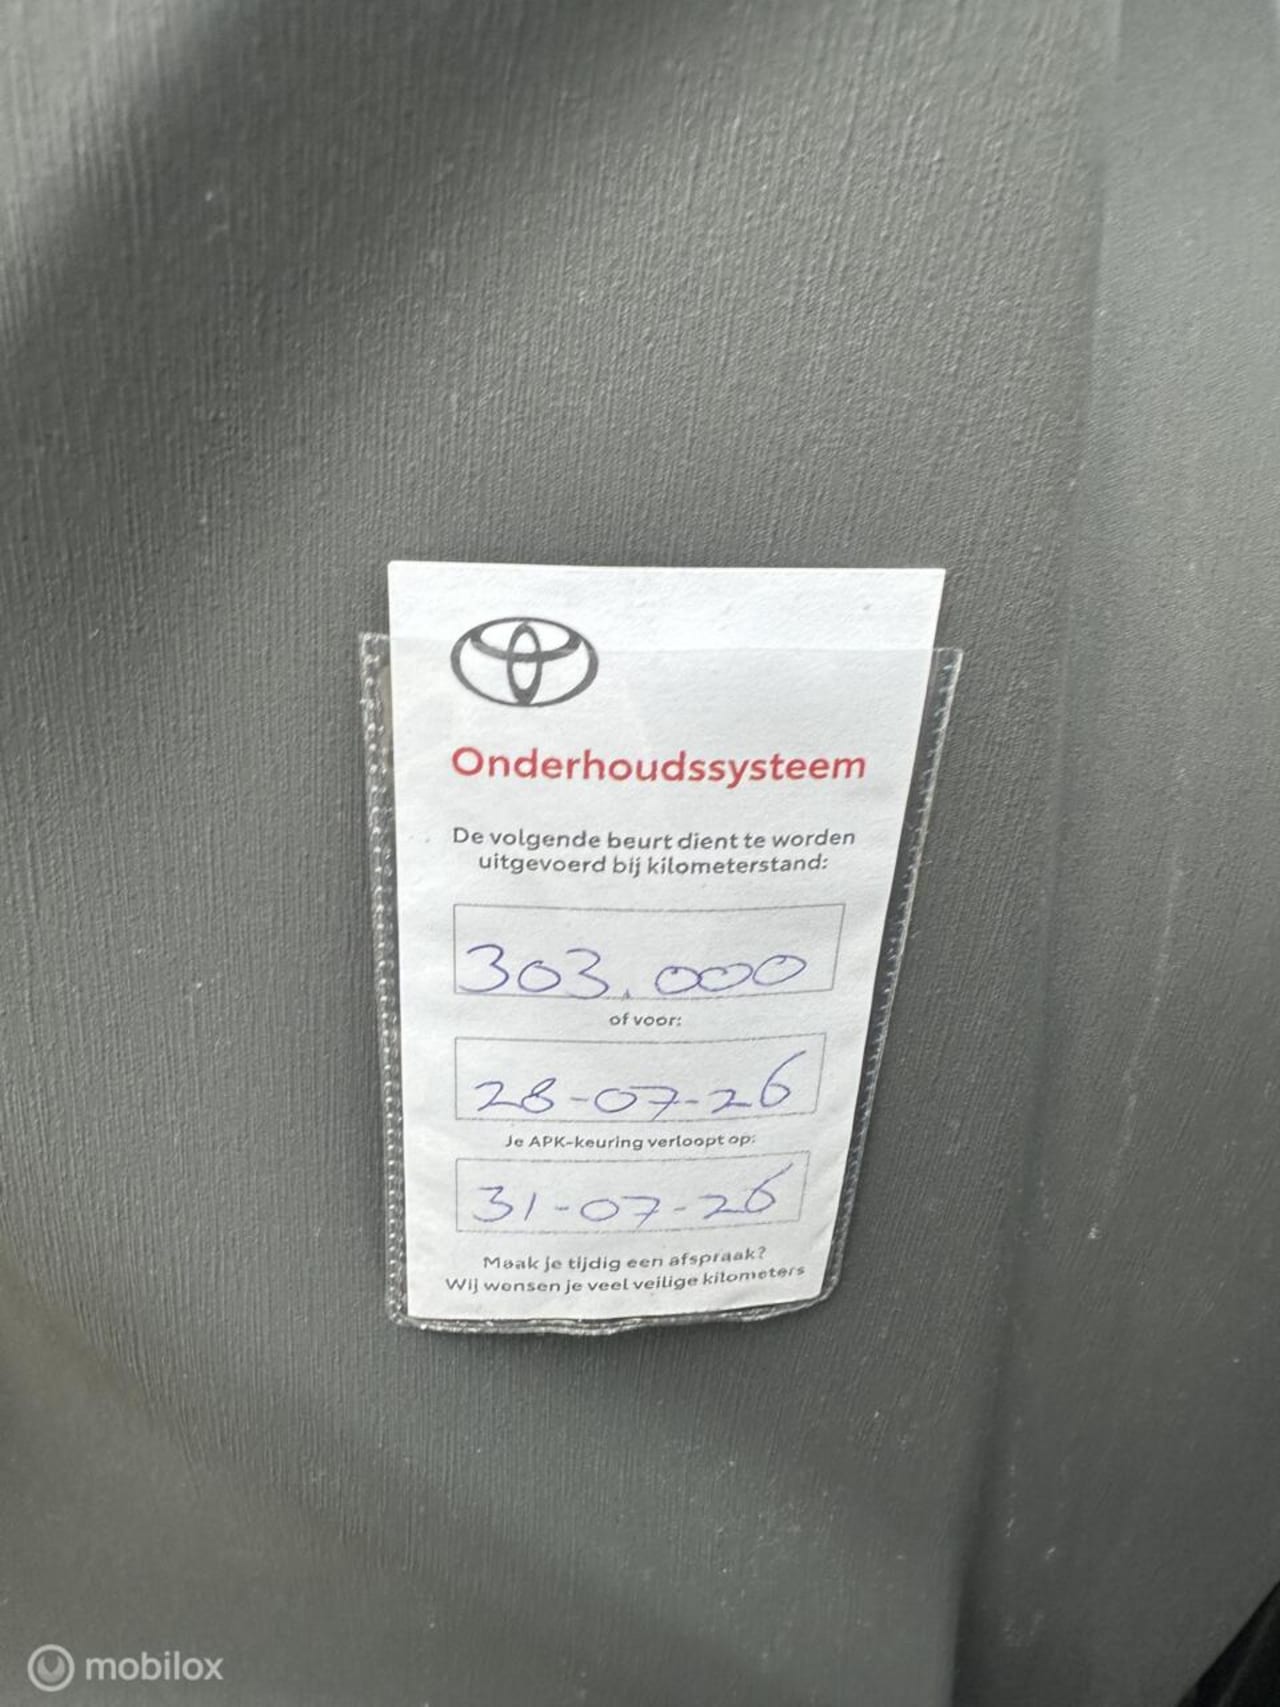 Onderhoudssysteem
De volgende beurt dient te worden
uitgevoerd bij kilometerstand:
303.000
of voor:
28-07-26
Je APK-keuring verloopt op:
31-07-26
Maak je tijdig een afspraak?
Wij wensen je veel veilige kilometers
mobilox